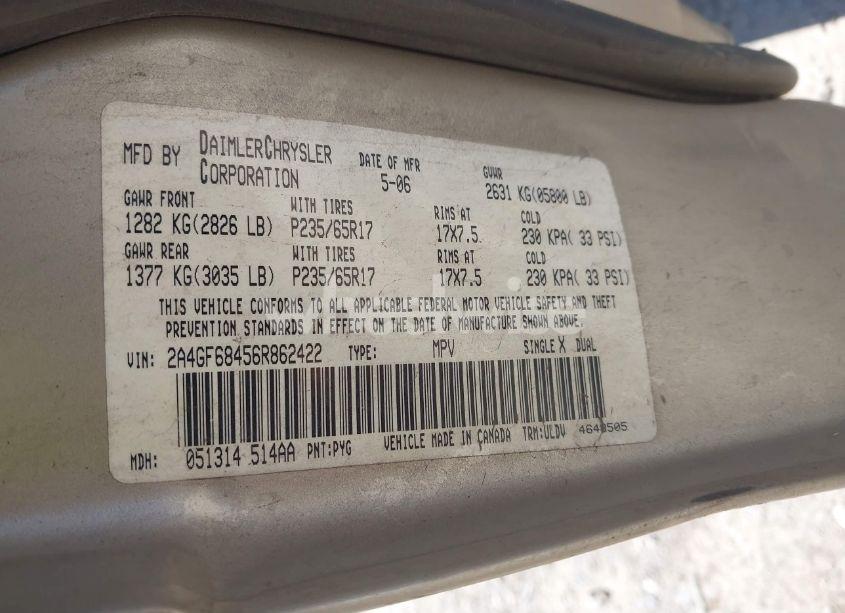 MFD BY DAIMLERCHRYSLER CORPORATION DATE OF MFR 5-06 GVWR 2631 KG(05800 LB)
GAWR FRONT WITH TIRES RIMS AT COLD
1282 KG(2826 LB) P235/65R17 17X7.5 230 KPA( 33 PSI)
GAWR REAR WITH TIRES RIMS AT COLD
1377 KG(3035 LB) P235/65R17 17X7.5 230 KPA( 33 PSI)
THIS VEHICLE CONFORMS TO ALL APPLICABLE FEDERAL MOTOR VEHICLE SAFETY AND THEFT
PREVENTION STANDARDS IN EFFECT ON THE DATE OF MANUFACTURE SHOWN ABOVE.
VIN: 2A4GF68456R862422 TYPE: MPV SINGLE X DUAL
MDH: 051314 514AA PNT:PYG VEHICLE MADE IN CANADA TRM:ULDV